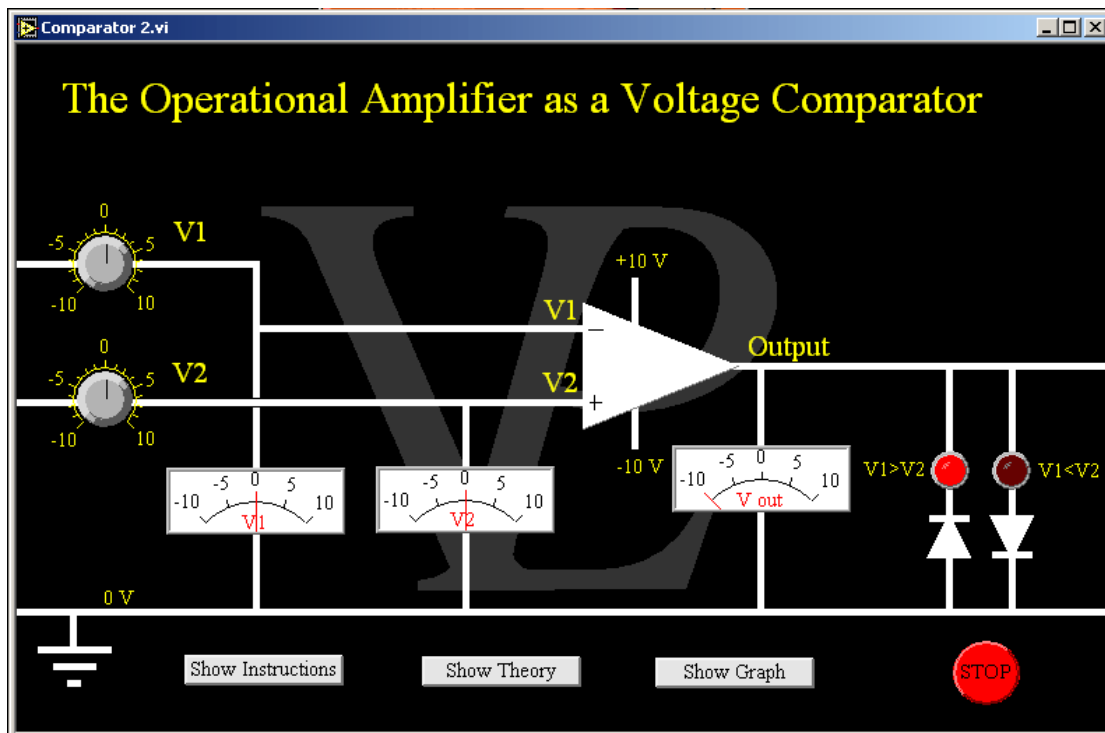 Comparator 2.vi
The Operational Amplifier as a Voltage Comparator
0
-5 5
-10 10
V1
0
-5 5
-10 10
V2
+10 V
V1
−
V2
+
-10 V
Output
-10 -5 0 5 10
V1
-10 -5 0 5 10
V2
-10 -5 0 5 10
V out
V1>V2
V1<V2
0 V
Show Instructions
Show Theory
Show Graph
STOP
VP